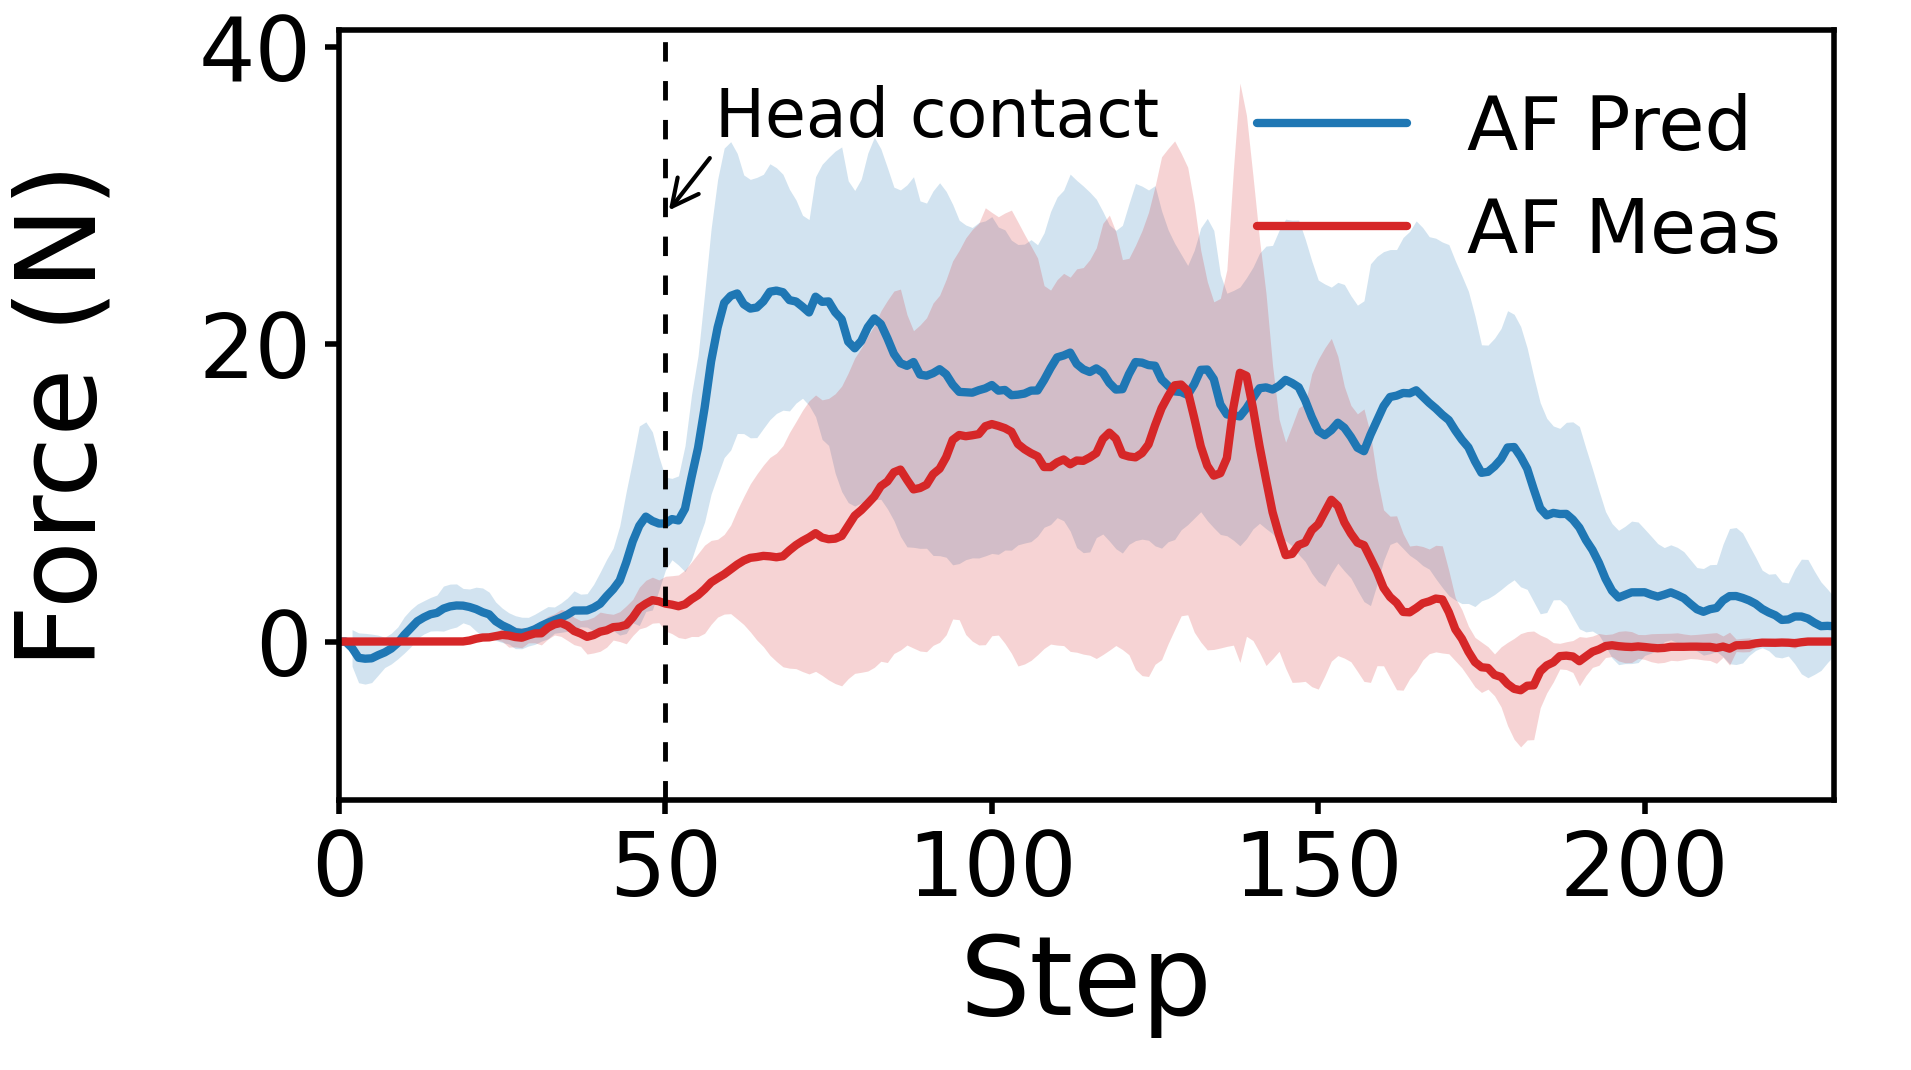 40
Head contact
AF Pred
AF Meas
20
0
Force (N)
0 50 100 150 200
Step